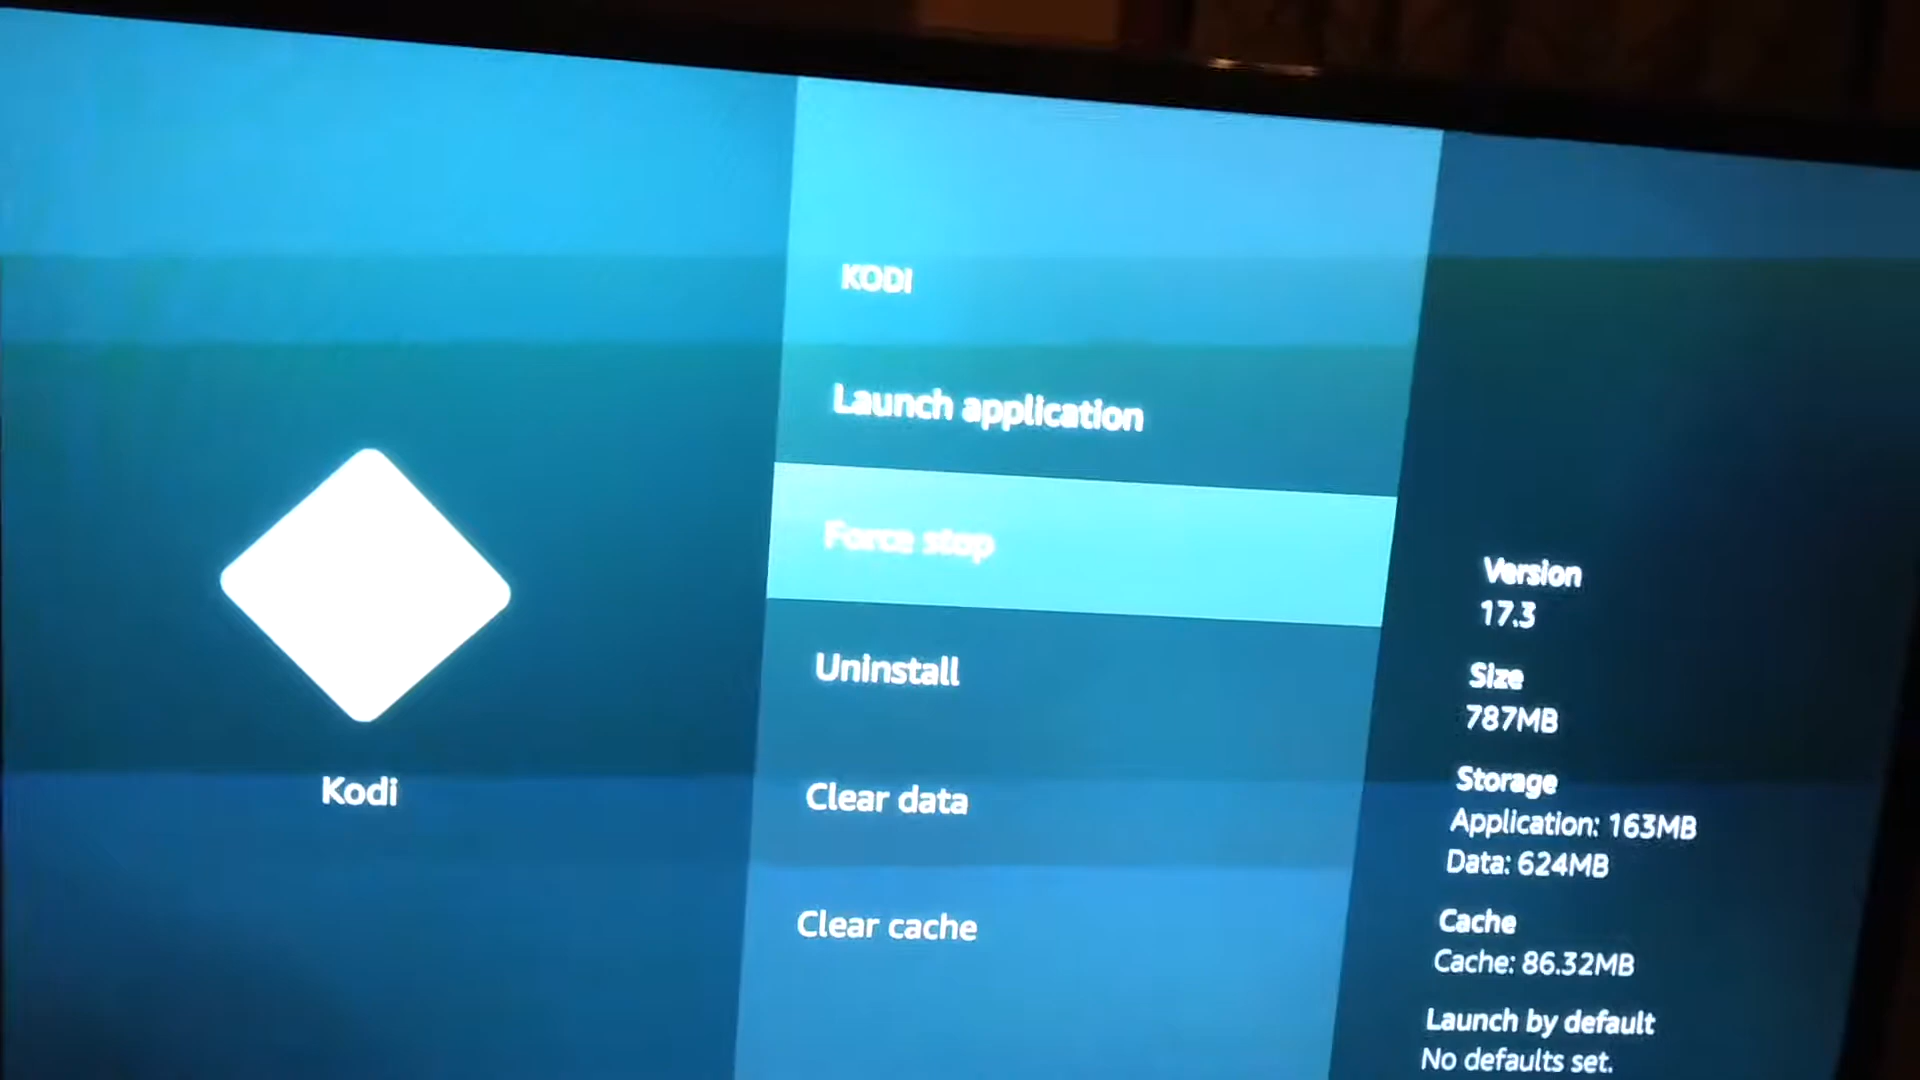 KODI
Launch application
Force stop
Uninstall
Clear data
Clear cache
Kodi
Version
17.3
Size
787MB
Storage
Application: 163MB
Data: 624MB
Cache
Cache: 86.32MB
Launch by default
No defaults set.